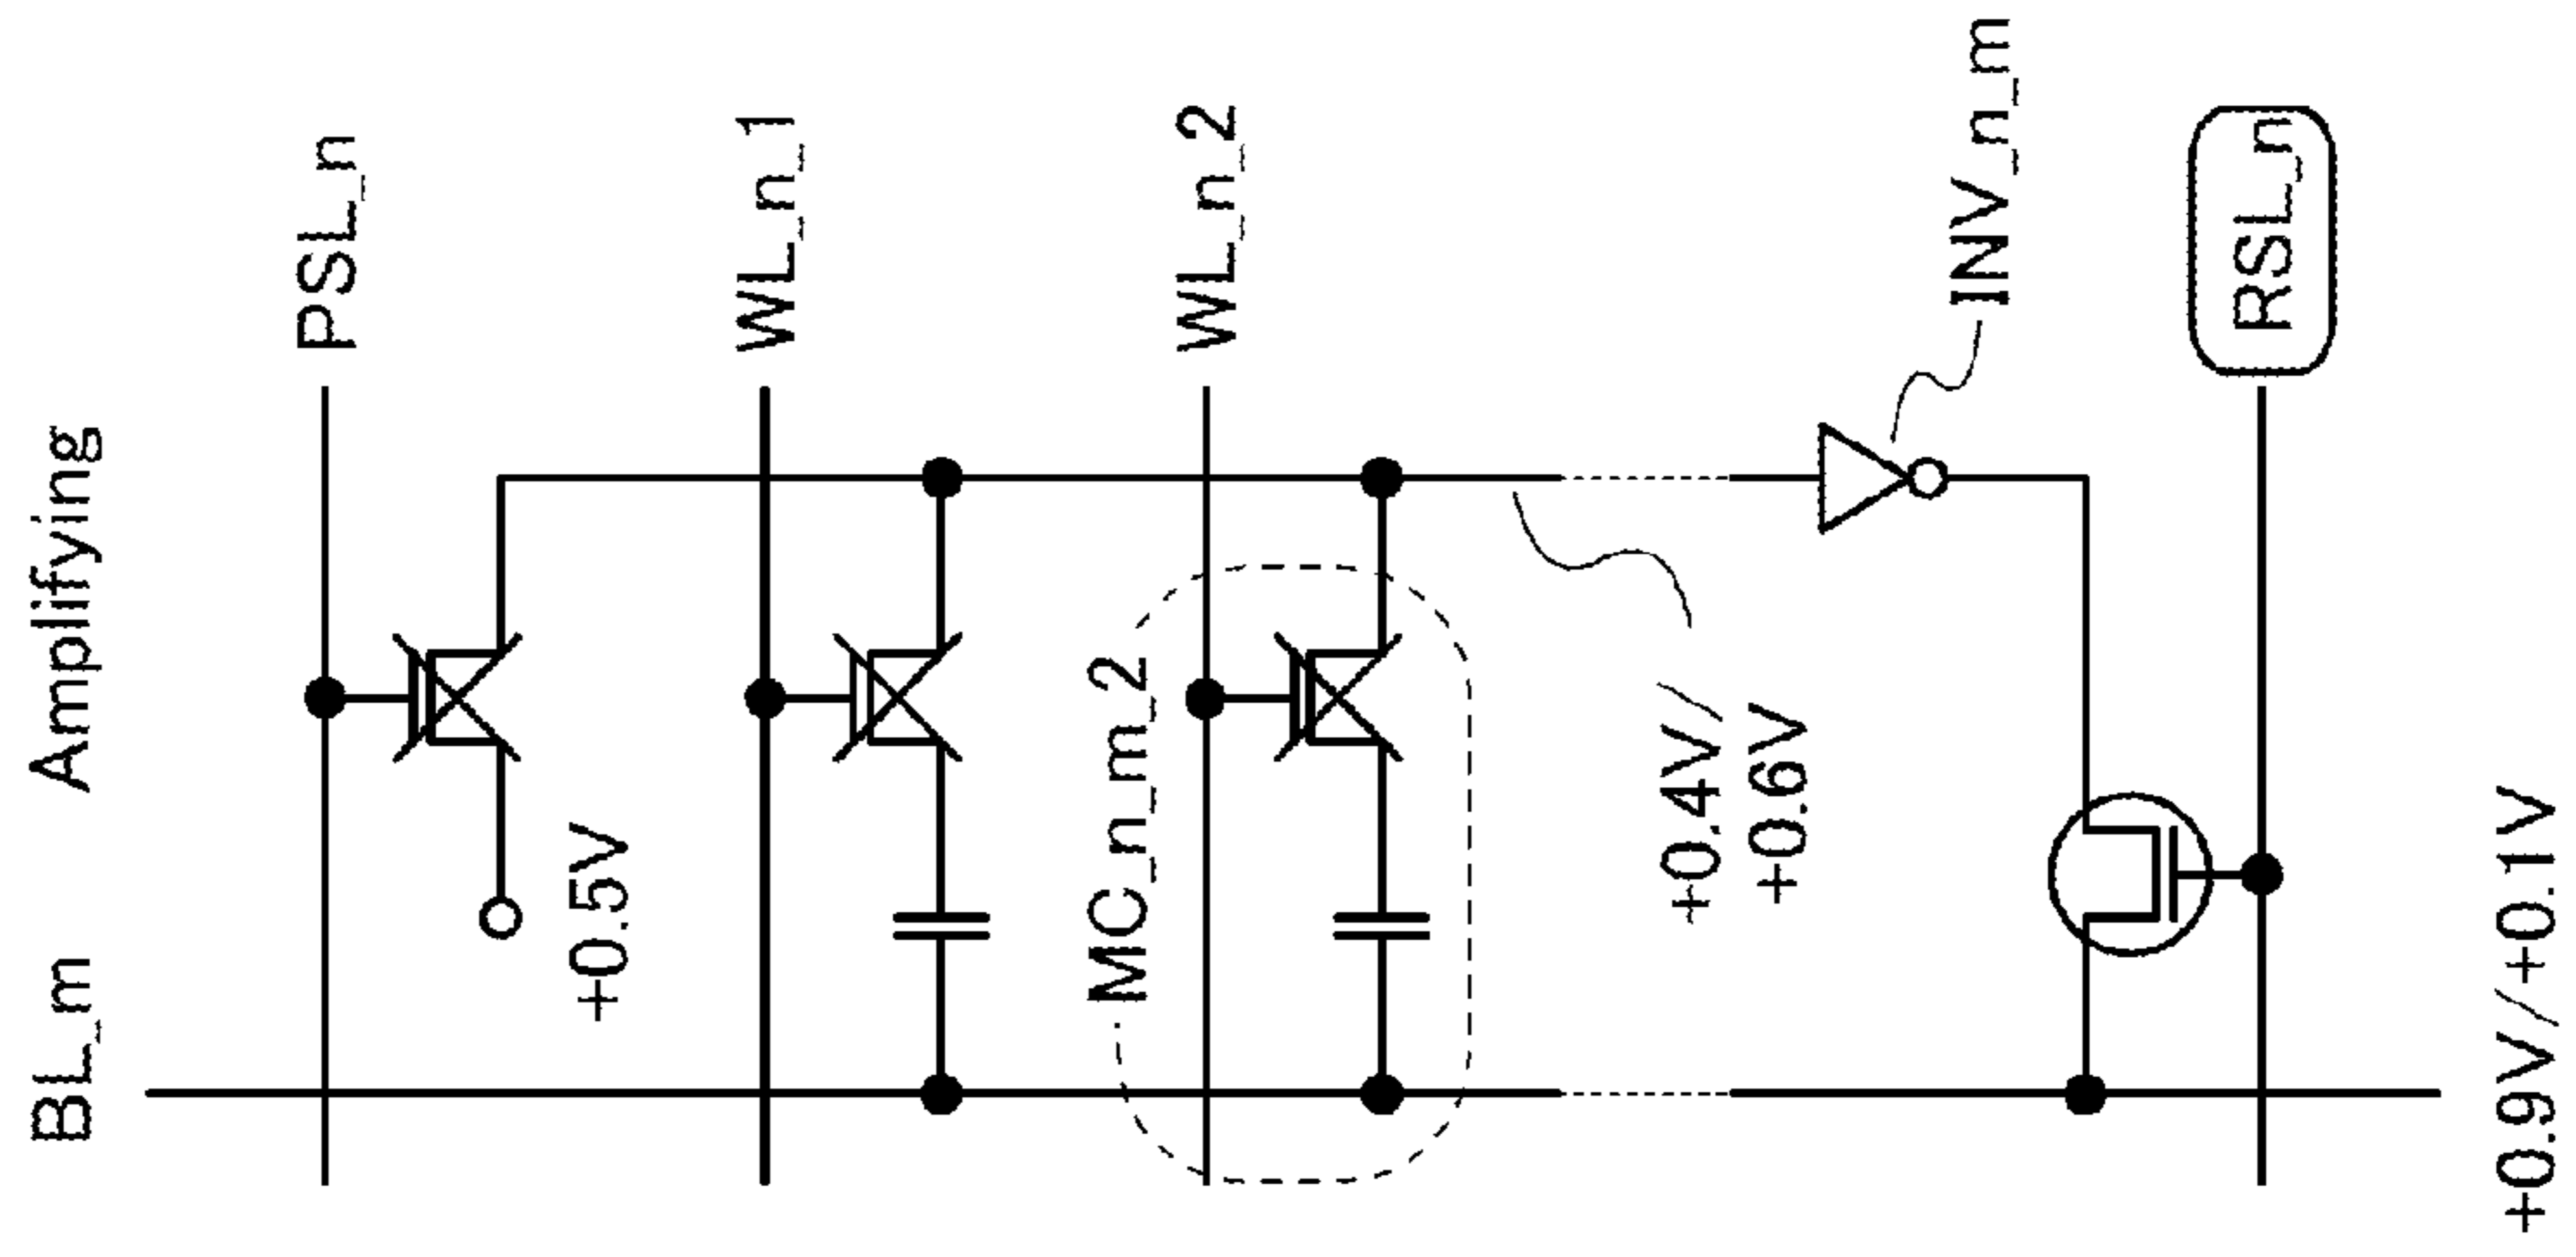 BL_m
Amplifying
PSL_n
+0.5V
WL_n_1
MC_n_m_2
WL_n_2
+0.4V/
+0.6V
INV_n_m
RSL_n
+0.9V/+0.1V